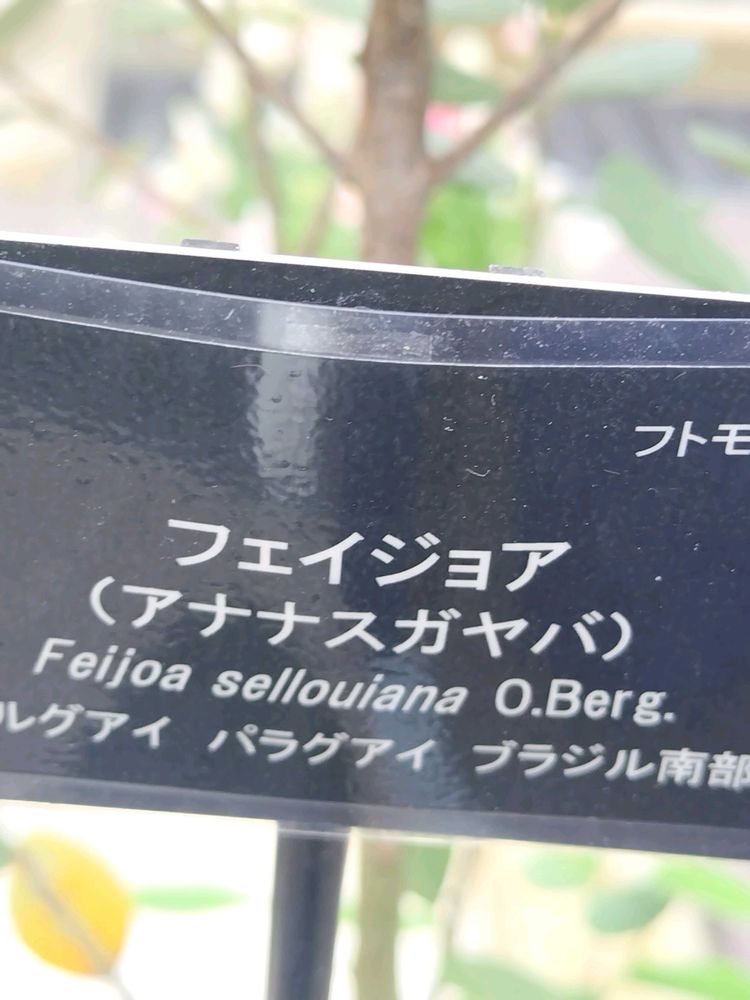 フトモ
フェイジョア
(アナナスガヤバ)
Feijoa sellouiana O.Berg.
ルグアイ パラグアイ ブラジル南部